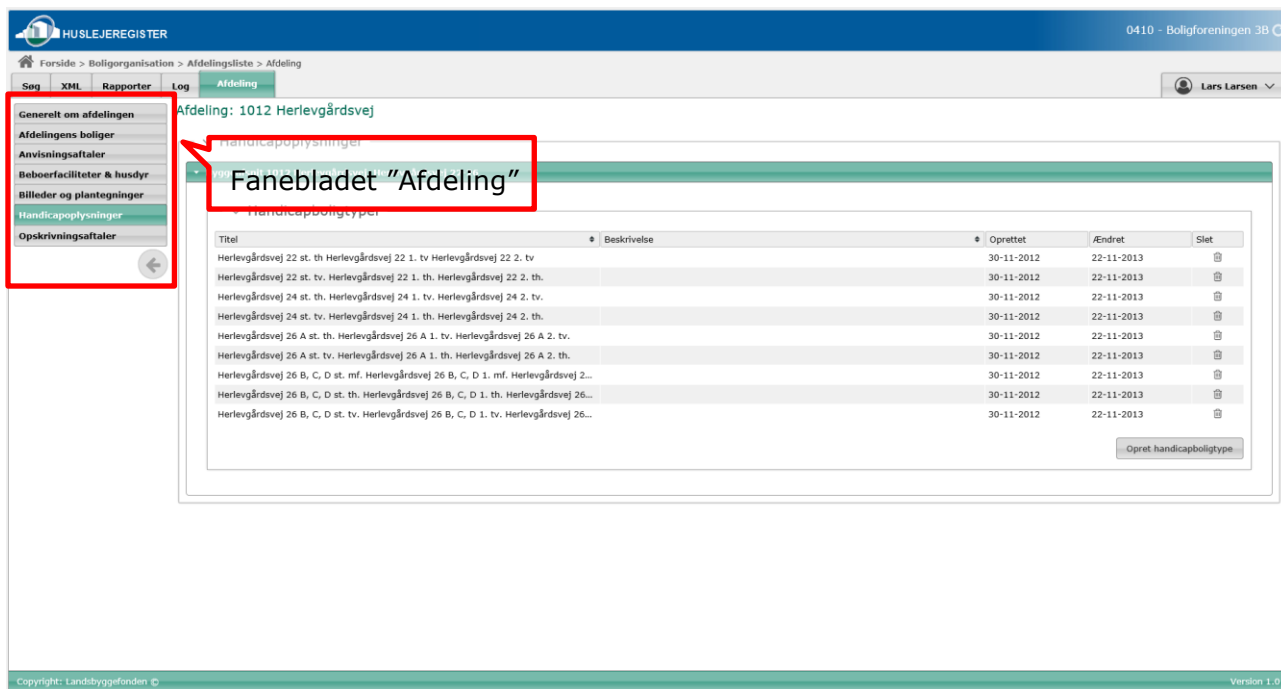 HUSLEJEREGISTER
0410 - Boligforeningen 3B
Forside > Boligorganisation > Afdelingsliste > Afdeling
Søg XML Rapporter Log Afdeling
Lars Larsen
Generelt om afdelingen
Afdelingens boliger
Anvisningsaftaler
Beboerfaciliteter & husdyr
Billeder og plantegninger
Handicapoplysninger
Opskrivningsaftaler
Afdeling: 1012 Herlevgårdsvej
Handicapoplysninger
Fanebladet "Afdeling"
Handicapboligtyper
Titel Beskrivelse Oprettet Ændret Slet
Herlevgårdsvej 22 st. th Herlevgårdsvej 22 1. tv Herlevgårdsvej 22 2. tv 30-11-2012 22-11-2013
Herlevgårdsvej 22 st. tv. Herlevgårdsvej 22 1. th. Herlevgårdsvej 22 2. th. 30-11-2012 22-11-2013
Herlevgårdsvej 24 st. th. Herlevgårdsvej 24 1. tv. Herlevgårdsvej 24 2. tv. 30-11-2012 22-11-2013
Herlevgårdsvej 24 st. tv. Herlevgårdsvej 24 1. th. Herlevgårdsvej 24 2. th. 30-11-2012 22-11-2013
Herlevgårdsvej 26 A st. th. Herlevgårdsvej 26 A 1. tv. Herlevgårdsvej 26 A 2. tv. 30-11-2012 22-11-2013
Herlevgårdsvej 26 A st. tv. Herlevgårdsvej 26 A 1. th. Herlevgårdsvej 26 A 2. th. 30-11-2012 22-11-2013
Herlevgårdsvej 26 B, C, D st. mf. Herlevgårdsvej 26 B, C, D 1. mf. Herlevgårdsvej 2... 30-11-2012 22-11-2013
Herlevgårdsvej 26 B, C, D st. th. Herlevgårdsvej 26 B, C, D 1. th. Herlevgårdsvej 26... 30-11-2012 22-11-2013
Herlevgårdsvej 26 B, C, D st. tv. Herlevgårdsvej 26 B, C, D 1. tv. Herlevgårdsvej 26... 30-11-2012 22-11-2013
Opret handicapboligtype
Copyright: Landsbyggefonden ©
Version 1.0